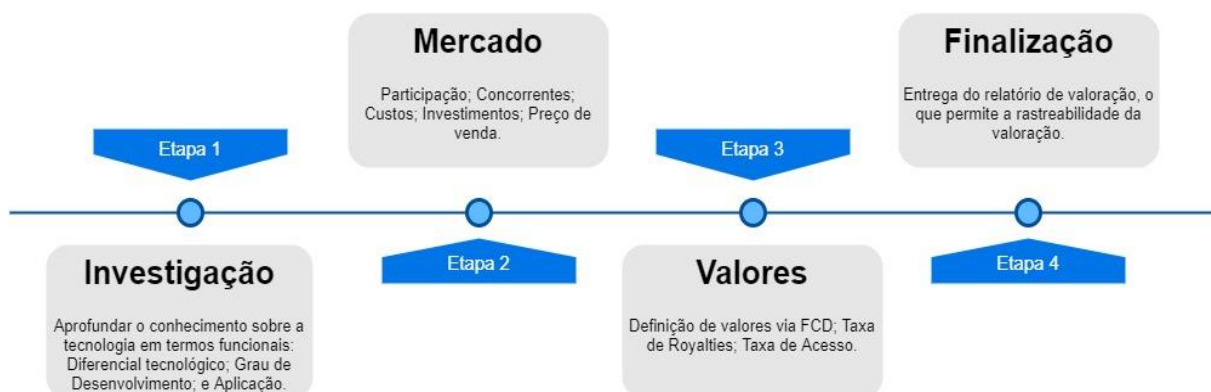 Etapa 1
Investigação
Aprofundar o conhecimento sobre a
tecnologia em termos funcionais:
Diferencial tecnológico; Grau de
Desenvolvimento; e Aplicação.
Mercado
Participação; Concorrentes;
Custos; Investimentos; Preço de
venda.
Etapa 2
Etapa 3
Valores
Definição de valores via FCD; Taxa
de Royalties; Taxa de Acesso.
Finalização
Entrega do relatório de valoração, o
que permite a rastreabilidade da
valoração.
Etapa 4